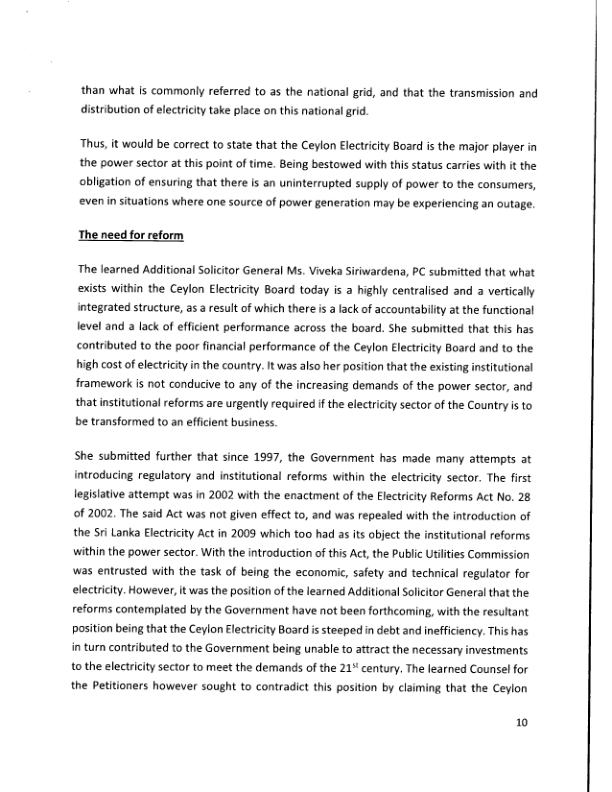 than what is commonly referred to as the national grid, and that the transmission and
distribution of electricity take place on this national grid.
Thus, it would be correct to state that the Ceylon Electricity Board is the major player in
the power sector at this point of time. Being bestowed with this status carries with it the
obligation of ensuring that there is an uninterrupted supply of power to the consumers,
even in situations where one source of power generation may be experiencing an outage.
The need for reform
The learned Additional Solicitor General Ms. Viveka Siriwardena, PC submitted that what
exists within the Ceylon Electricity Board today is a highly centralised and a vertically
integrated structure, as a result of which there is a lack of accountability at the functional
level and a lack of efficient performance across the board. She submitted that this has
contributed to the poor financial performance of the Ceylon Electricity Board and to the
high cost of electricity in the country. It was also her position that the existing institutional
framework is not conducive to any of the increasing demands of the power sector, and
that institutional reforms are urgently required if the electricity sector of the Country is to
be transformed to an efficient business.
She submitted further that since 1997, the Government has made many attempts at
introducing regulatory and institutional reforms within the electricity sector. The first
legislative attempt was in 2002 with the enactment of the Electricity Reforms Act No. 28
of 2002. The said Act was not given effect to, and was repealed with the introduction of
the Sri Lanka Electricity Act in 2009 which too had as its object the institutional reforms
within the power sector. With the introduction of this Act, the Public Utilities Commission
was entrusted with the task of being the economic, safety and technical regulator for
electricity. However, it was the position of the learned Additional Solicitor General that the
reforms contemplated by the Government have not been forthcoming, with the resultant
position being that the Ceylon Electricity Board is steeped in debt and inefficiency. This has
in turn contributed to the Government being unable to attract the necessary investments
to the electricity sector to meet the demands of the 21st century. The learned Counsel for
the Petitioners however sought to contradict this position by claiming that the Ceylon
10